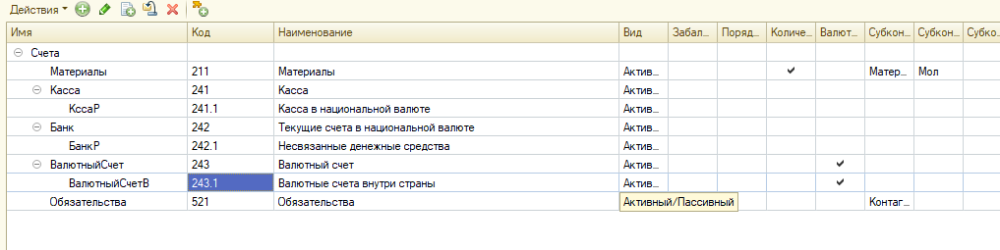 Действия
Имя Код Наименование Вид Забал... Поряд... Количе... Валют... Субкон... Субкон... Субко...
Счета
Материалы 211 Материалы Актив... Матер... Мол
Касса 241 Касса Актив...
КссаР 241.1 Касса в национальной валюте Актив...
Банк 242 Текущие счета в национальной валюте Актив...
БанкР 242.1 Несвязанные денежные средства Актив...
ВалютныйСчет 243 Валютный счет Актив...
ВалютныйСчетВ 243.1 Валютные счета внутри страны Актив...
Обязательства 521 Обязательства Активный/Пассивный Контаг...